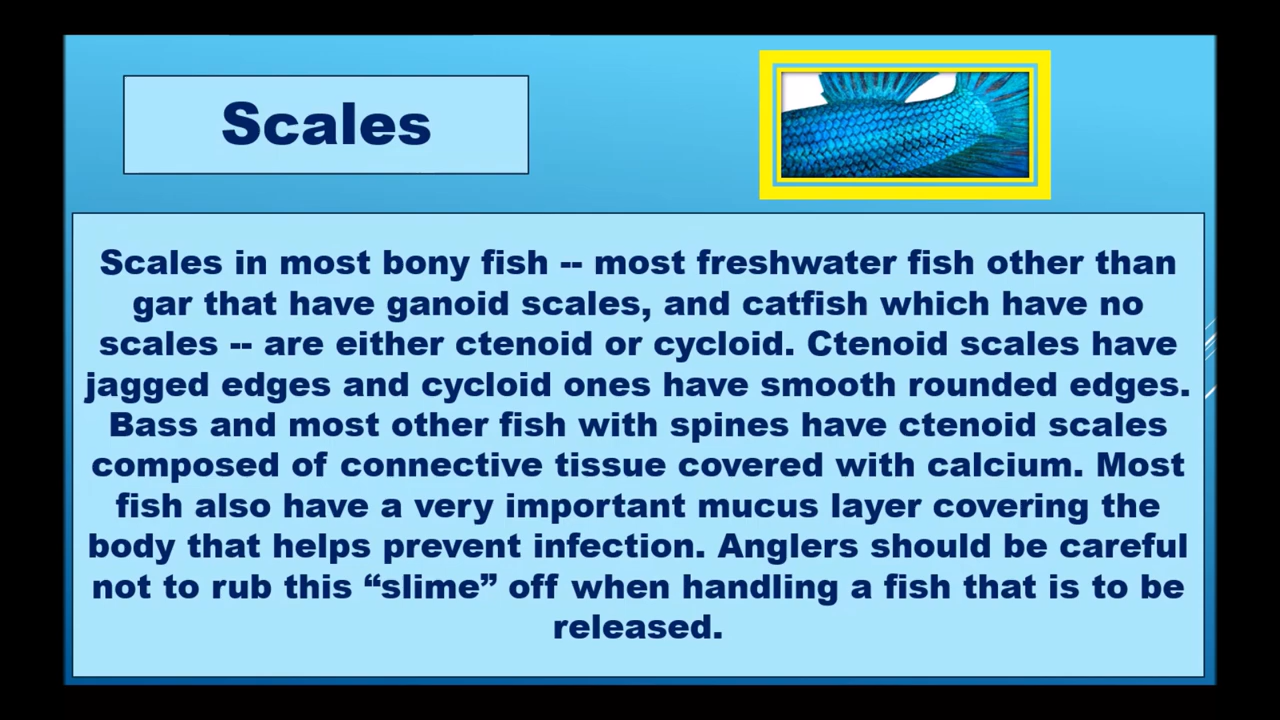 Scales
Scales in most bony fish -- most freshwater fish other than
gar that have ganoid scales, and catfish which have no
scales -- are either ctenoid or cycloid. Ctenoid scales have
jagged edges and cycloid ones have smooth rounded edges.
Bass and most other fish with spines have ctenoid scales
composed of connective tissue covered with calcium. Most
fish also have a very important mucus layer covering the
body that helps prevent infection. Anglers should be careful
not to rub this “slime” off when handling a fish that is to be
released.